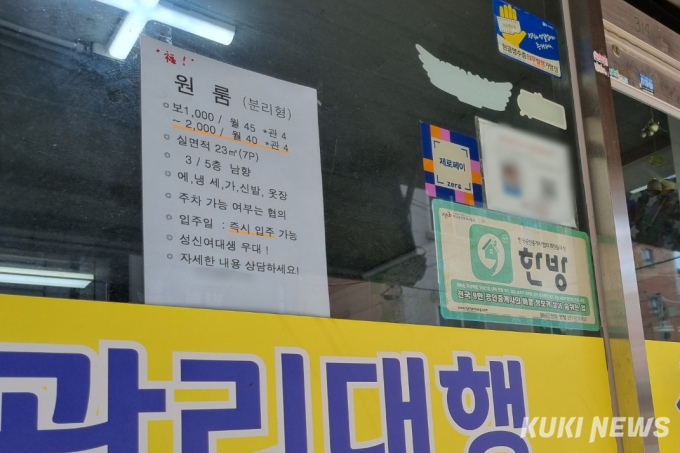 福!
원 룸 (분리형)
○ 보1,000 / 월 45 *관 4
- 2,000 / 월 40 *관 4
○ 실면적 23㎡(7P)
○ 3 / 5층 남향
○ 에,냉 세,가.신발, 옷장
○ 주차 가능 여부는 협의
○ 입주일 : 즉시 입주 가능
○ 성신여대생 우대 !
○ 자세한 내용 상담하세요!
제로페이
zero
한방
관리대행
KUKI NEWS